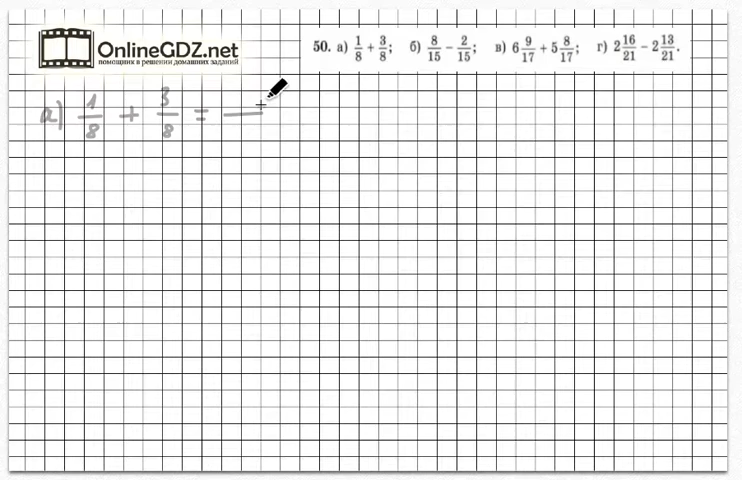 OnlineGDZ.net
помощник в решении домашних заданий
50. а) 1/8 + 3/8; б) 8/15 − 2/15; в) 6 9/17 + 5 8/17; г) 2 16/21 − 2 13/21.
а) 1/8 + 3/8 =